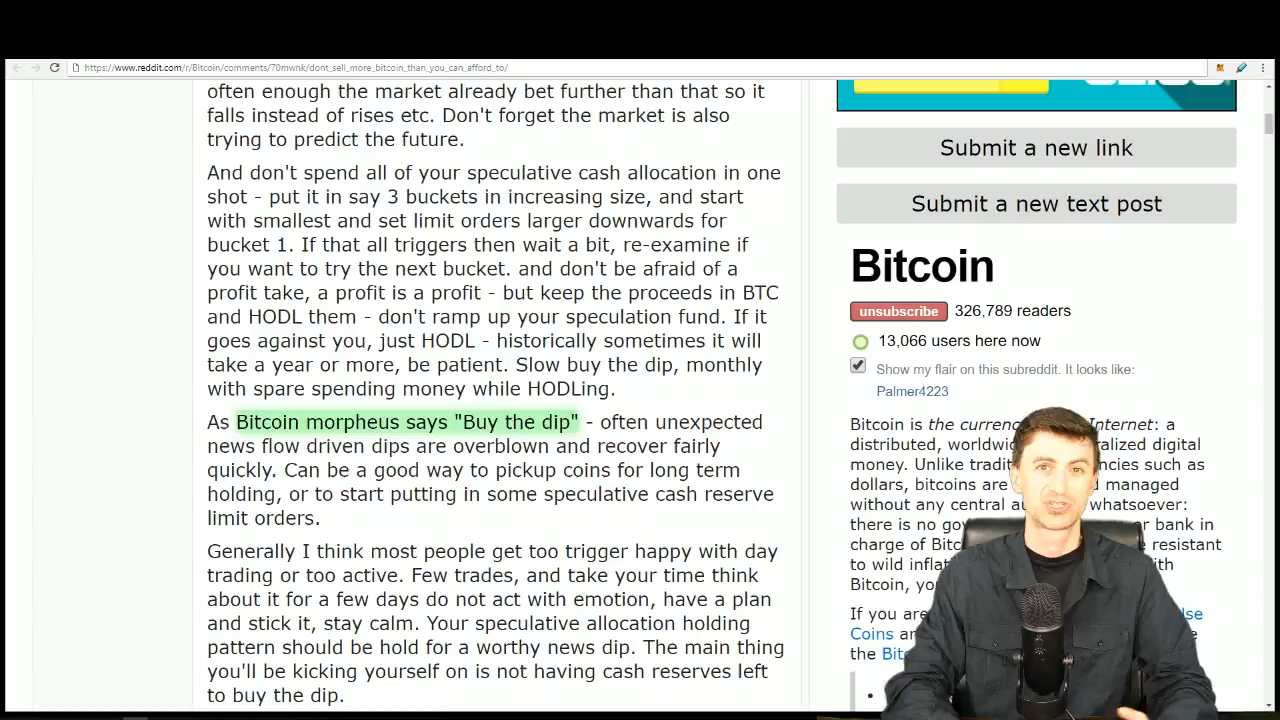 https://www.reddit.com/r/Bitcoin/comments/70mwnk/dont_sell_more_bitcoin_than_you_can_afford_to/
often enough the market already bet further than that so it
falls instead of rises etc. Don't forget the market is also
trying to predict the future.
And don't spend all of your speculative cash allocation in one
shot - put it in say 3 buckets in increasing size, and start
with smallest and set limit orders larger downwards for
bucket 1. If that all triggers then wait a bit, re-examine if
you want to try the next bucket. and don't be afraid of a
profit take, a profit is a profit - but keep the proceeds in BTC
and HODL them - don't ramp up your speculation fund. If it
goes against you, just HODL - historically sometimes it will
take a year or more, be patient. Slow buy the dip, monthly
with spare spending money while HODLing.
As Bitcoin morpheus says "Buy the dip" - often unexpected
news flow driven dips are overblown and recover fairly
quickly. Can be a good way to pickup coins for long term
holding, or to start putting in some speculative cash reserve
limit orders.
Generally I think most people get too trigger happy with day
trading or too active. Few trades, and take your time think
about it for a few days do not act with emotion, have a plan
and stick it, stay calm. Your speculative allocation holding
pattern should be hold for a worthy news dip. The main thing
you'll be kicking yourself on is not having cash reserves left
to buy the dip.
Submit a new link
Submit a new text post
Bitcoin
unsubscribe 326,789 readers
13,066 users here now
Show my flair on this subreddit. It looks like:
Palmer4223
Bitcoin is the Internet: a
distributed, digital
money. Unlike such as
dollars, bitcoins are managed
without any central whatsoever:
there is no or bank in
charge of resistant
to wild
Bitcoin,
If you are
Coins
the